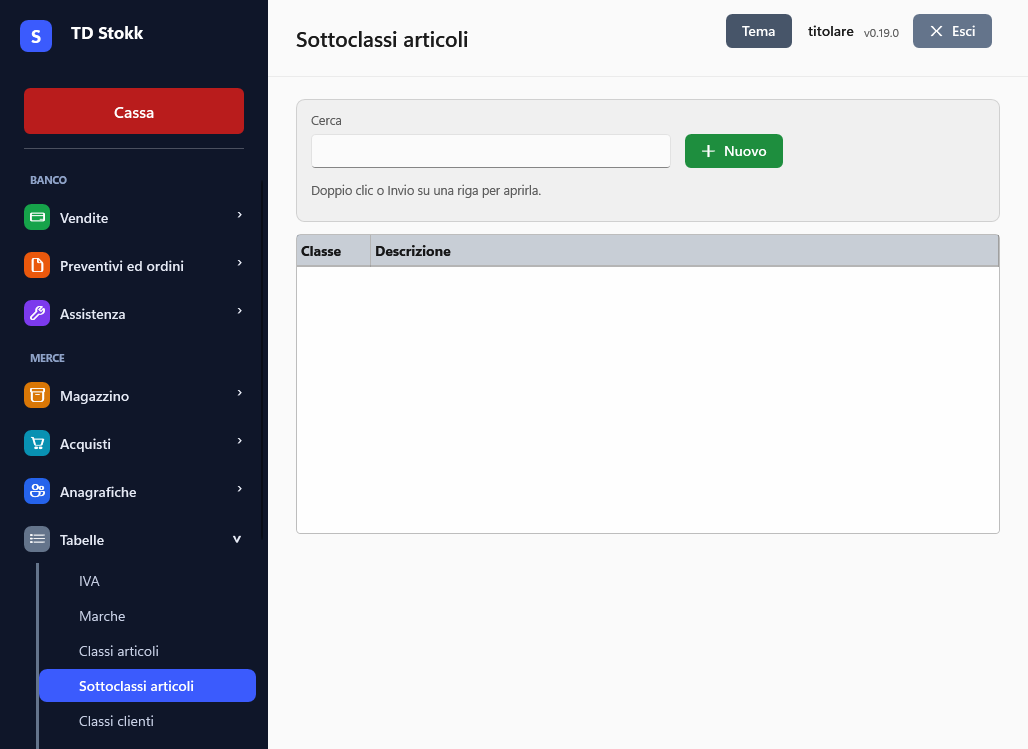 S
TD Stokk
Cassa
BANCO
Vendite
Preventivi ed ordini
Assistenza
MERCE
Magazzino
Acquisti
Anagrafiche
Tabelle
IVA
Marche
Classi articoli
Sottoclassi articoli
Classi clienti
Sottoclassi articoli
Tema
titolare
v0.19.0
Esci
Cerca
Nuovo
Doppio clic o Invio su una riga per aprirla.
Classe
Descrizione